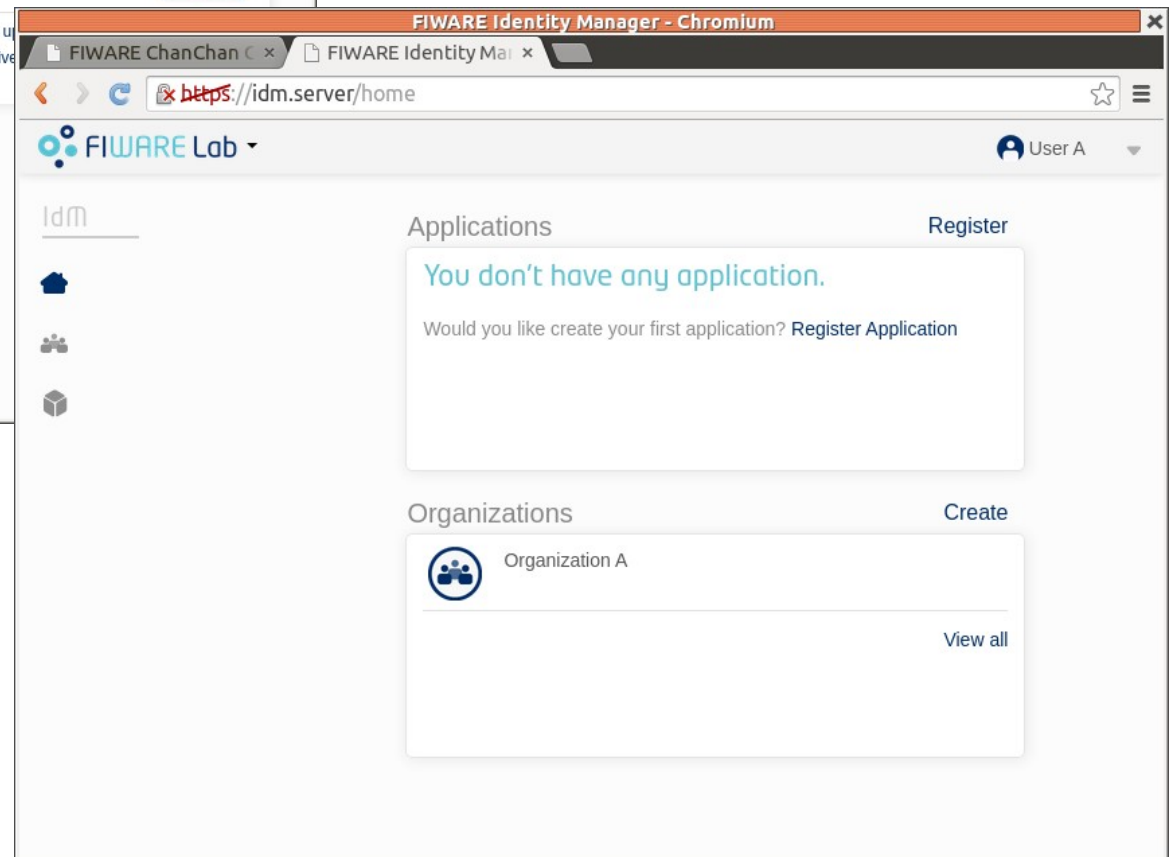 FIWARE Identity Manager - Chromium
FIWARE ChanChan C
FIWARE Identity Ma
https://idm.server/home
FIWARE Lab
User A
IdM
Applications
Register
You don't have any application.
Would you like create your first application? Register Application
Organizations
Create
Organization A
View all